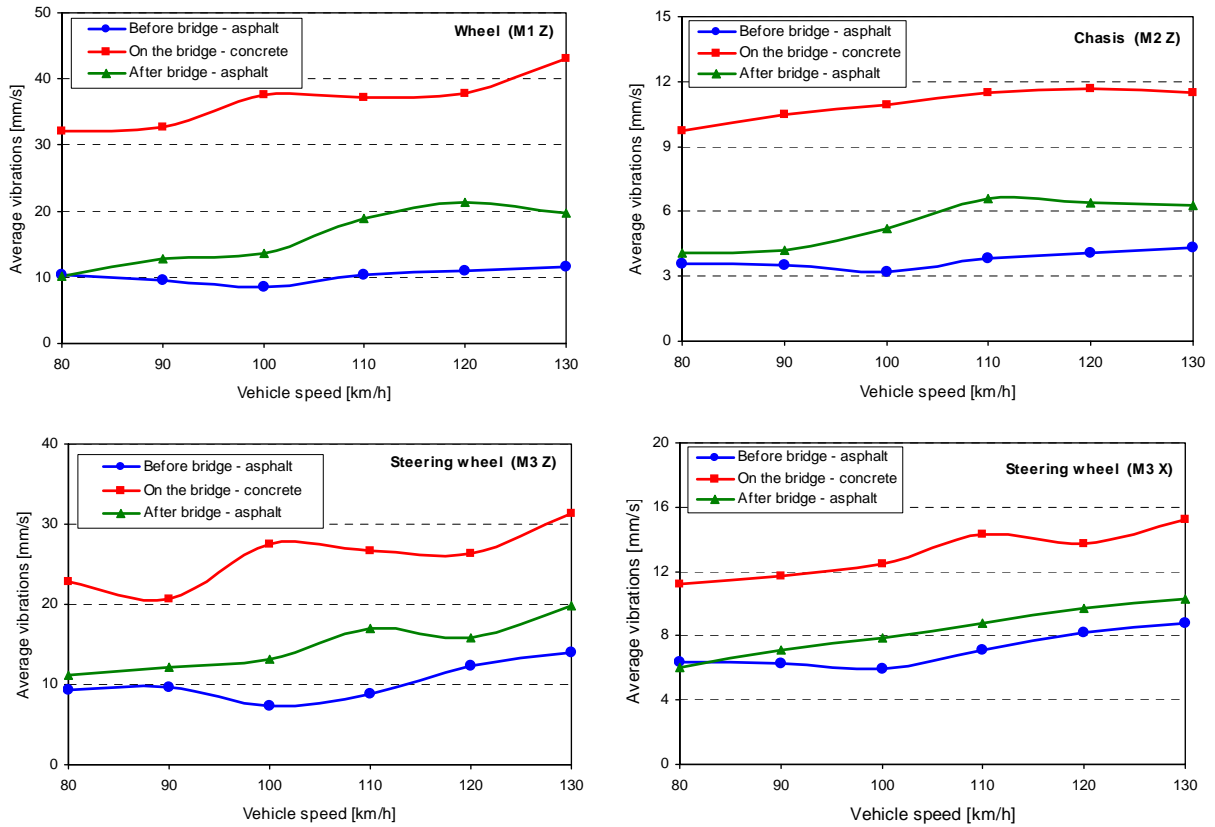 Wheel (M1 Z)
Before bridge - asphalt
On the bridge - concrete
After bridge - asphalt
Average vibrations [mm/s]
50
40
30
20
10
0
80 90 100 110 120 130
Vehicle speed [km/h]
Chasis (M2 Z)
Before bridge - asphalt
On the bridge - concrete
After bridge - asphalt
Average vibrations [mm/s]
15
12
9
6
3
0
80 90 100 110 120 130
Vehicle speed [km/h]
Steering wheel (M3 Z)
Before bridge - asphalt
On the bridge - concrete
After bridge - asphalt
Average vibrations [mm/s]
40
30
20
10
0
80 90 100 110 120 130
Vehicle speed [km/h]
Steering wheel (M3 X)
Before bridge - asphalt
On the bridge - concrete
After bridge - asphalt
Average vibrations [mm/s]
20
16
12
8
4
0
80 90 100 110 120 130
Vehicle speed [km/h]